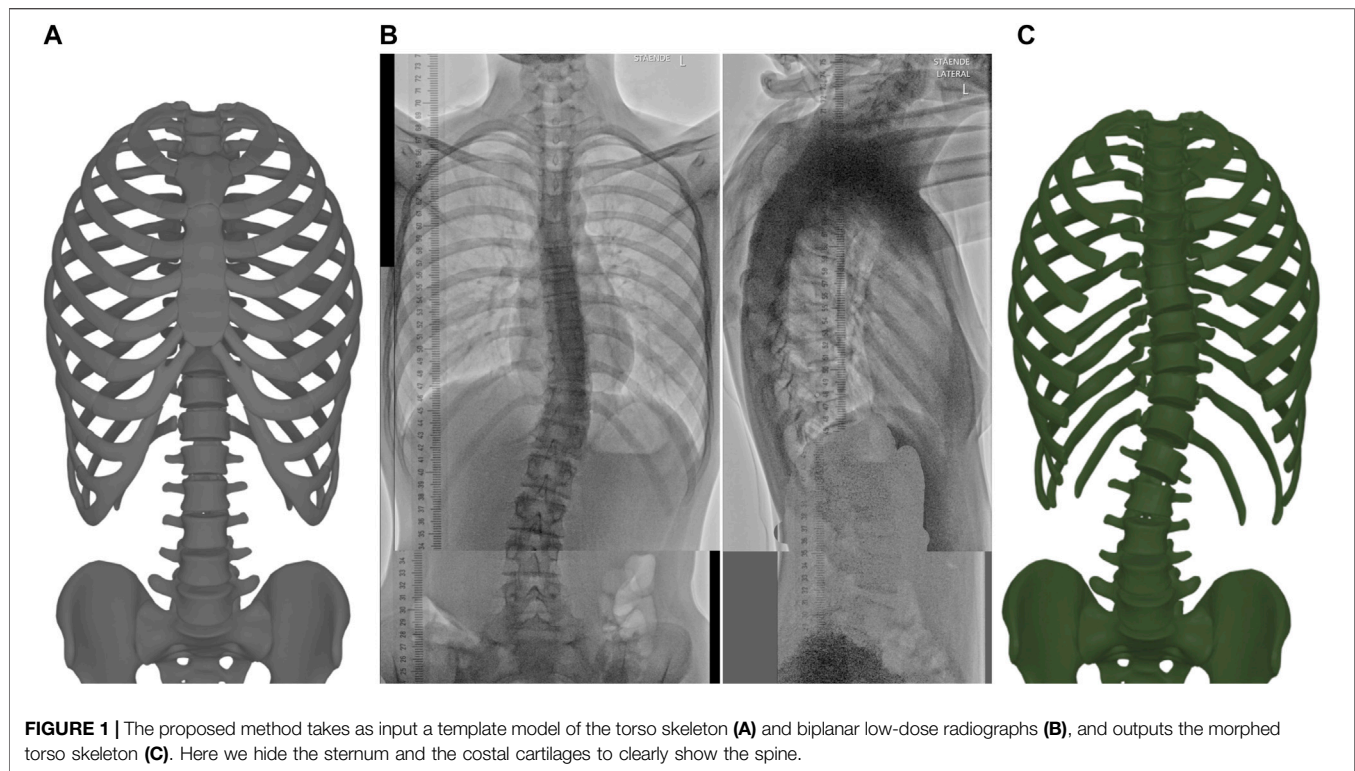 A
B
C
STÅENDE L
STÅENDE
LATERAL
L
FIGURE 1 | The proposed method takes as input a template model of the torso skeleton (A) and biplanar low-dose radiographs (B), and outputs the morphed
torso skeleton (C). Here we hide the sternum and the costal cartilages to clearly show the spine.